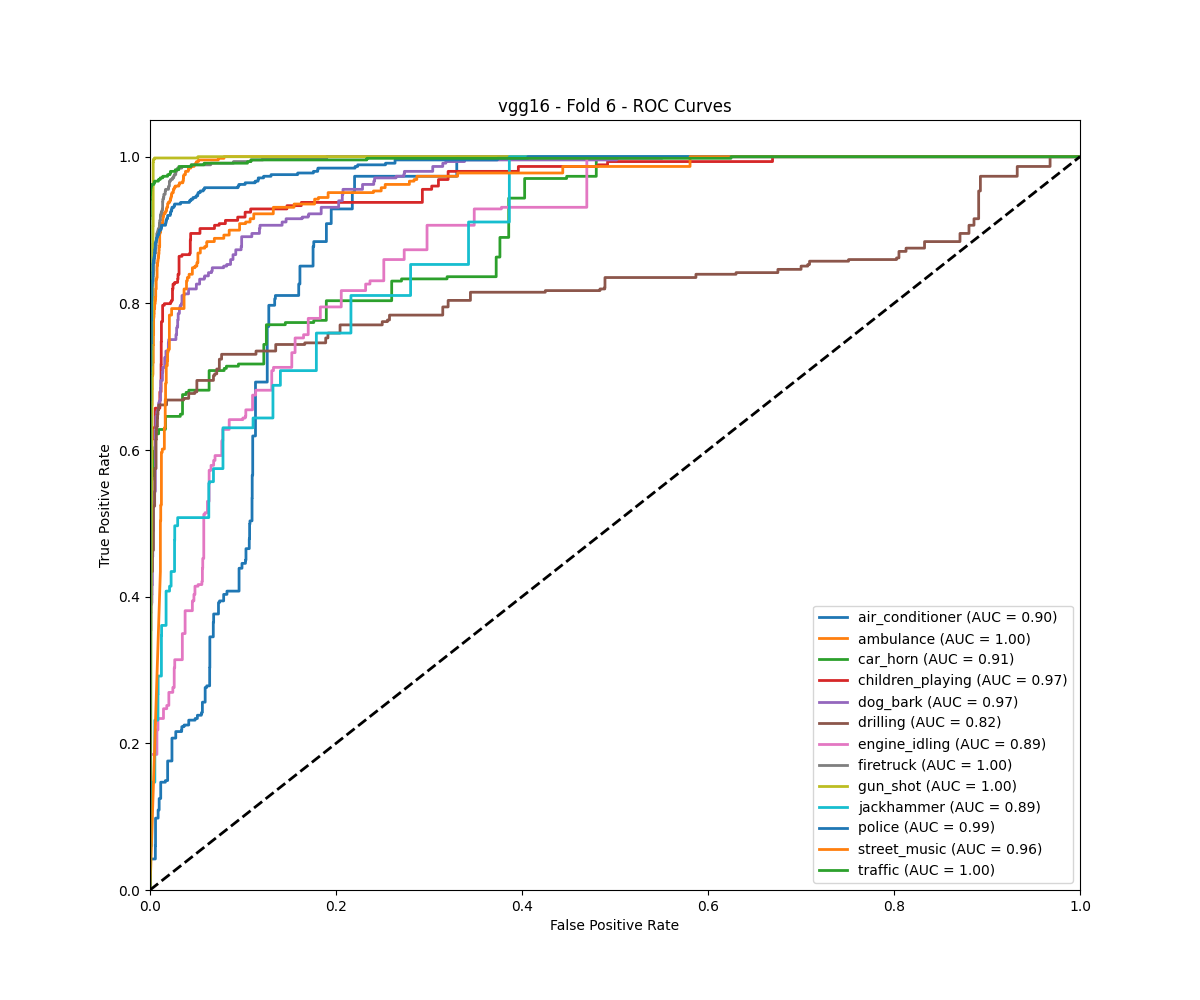 vgg16 - Fold 6 - ROC Curves
True Positive Rate
1.0
0.8
0.6
0.4
0.2
0.0
0.0 0.2 0.4 0.6 0.8 1.0
False Positive Rate
air_conditioner (AUC = 0.90)
ambulance (AUC = 1.00)
car_horn (AUC = 0.91)
children_playing (AUC = 0.97)
dog_bark (AUC = 0.97)
drilling (AUC = 0.82)
engine_idling (AUC = 0.89)
firetruck (AUC = 1.00)
gun_shot (AUC = 1.00)
jackhammer (AUC = 0.89)
police (AUC = 0.99)
street_music (AUC = 0.96)
traffic (AUC = 1.00)